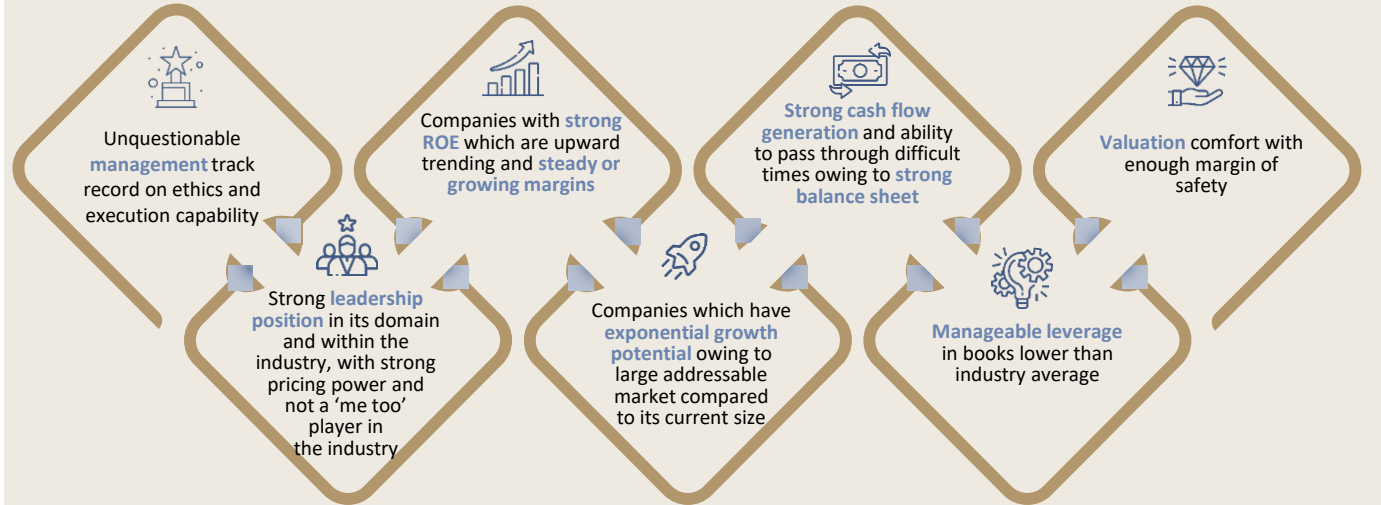 Unquestionable
management track
record on ethics and
execution capability
Strong leadership
position in its domain
and within the
industry, with strong
pricing power and
not a ‘me too’
player in
the industry
Companies with strong
ROE which are upward
trending and steady or
growing margins
Companies which have
exponential growth
potential owing to
large addressable
market compared
to its current size
Strong cash flow
generation and ability
to pass through difficult
times owing to strong
balance sheet
Manageable leverage
in books lower than
industry average
Valuation comfort with
enough margin of
safety